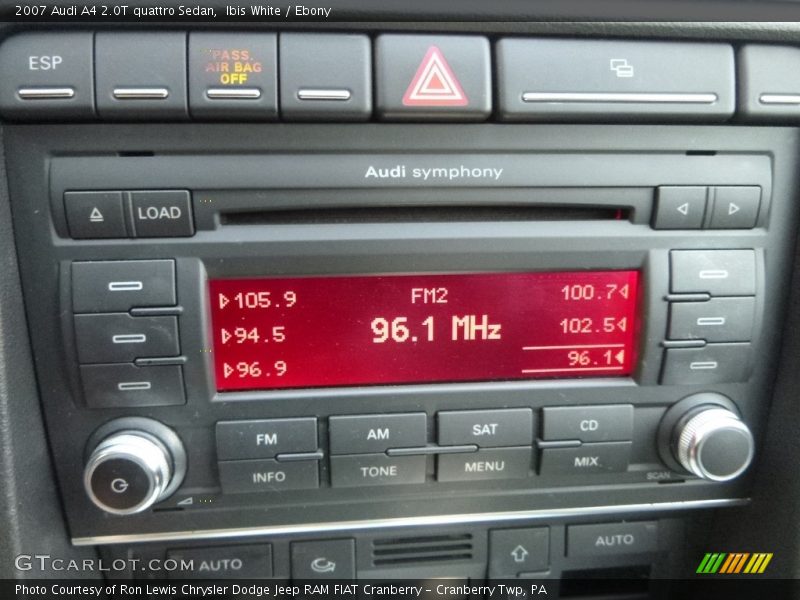 2007 Audi A4 2.0T quattro Sedan, Ibis White / Ebony
ESP
PASS.
AIR BAG
OFF
Audi symphony
LOAD
105.9 FM2 100.7
94.5 96.1 MHz 102.5
96.9 96.1
FM AM SAT CD
INFO TONE MENU MIX
SCAN
AUTO AUTO
GTCARLOT.COM
Photo Courtesy of Ron Lewis Chrysler Dodge Jeep RAM FIAT Cranberry - Cranberry Twp, PA